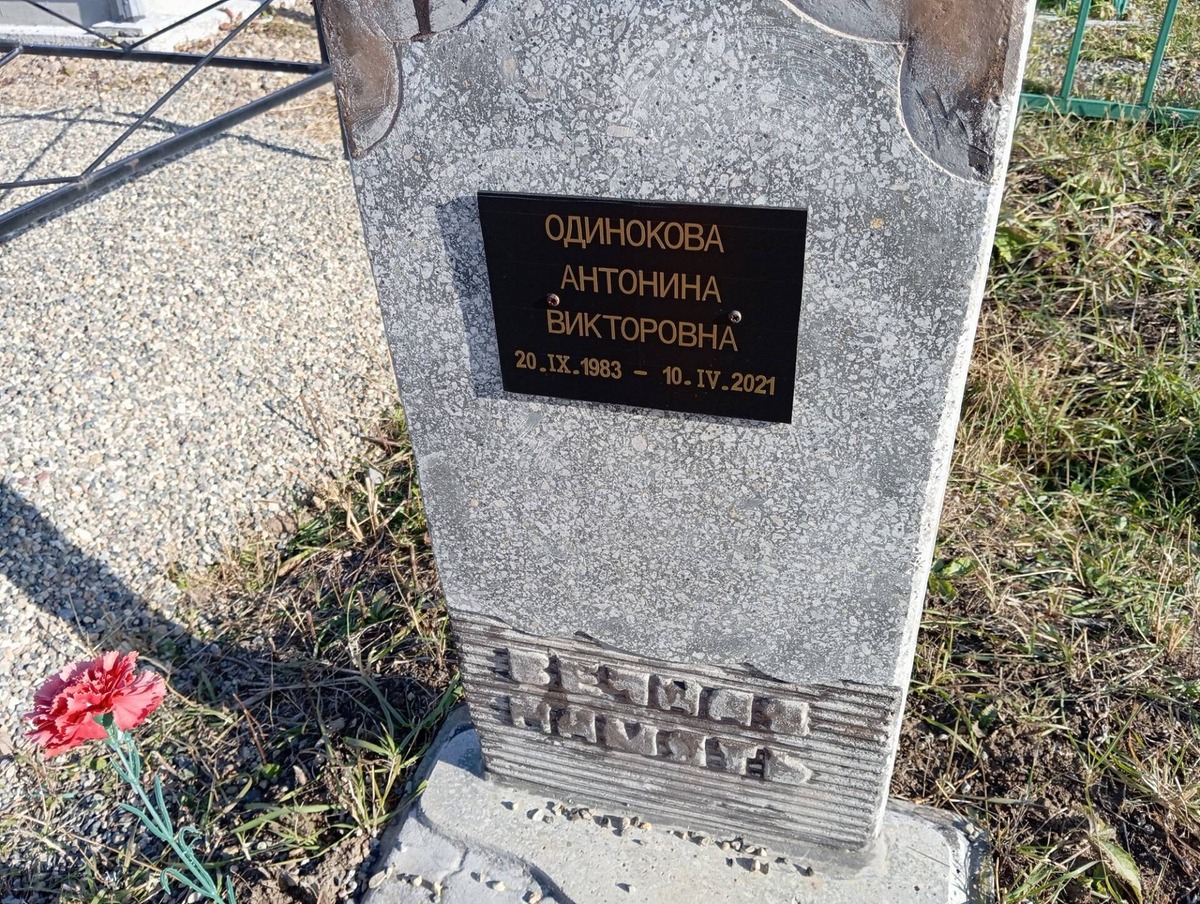 ОДИНОКОВА
АНТОНИНА
ВИКТОРОВНА
20.IX.1983 – 10.IV.2021
ВЕЧНАЯ
ПАМЯТЬ